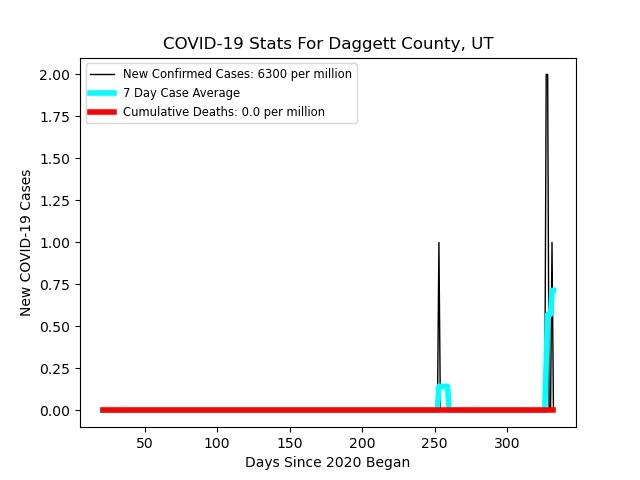 COVID-19 Stats For Daggett County, UT
New Confirmed Cases: 6300 per million
7 Day Case Average
Cumulative Deaths: 0.0 per million
New COVID-19 Cases
2.00
1.75
1.50
1.25
1.00
0.75
0.50
0.25
0.00
50
100
150
200
250
300
Days Since 2020 Began